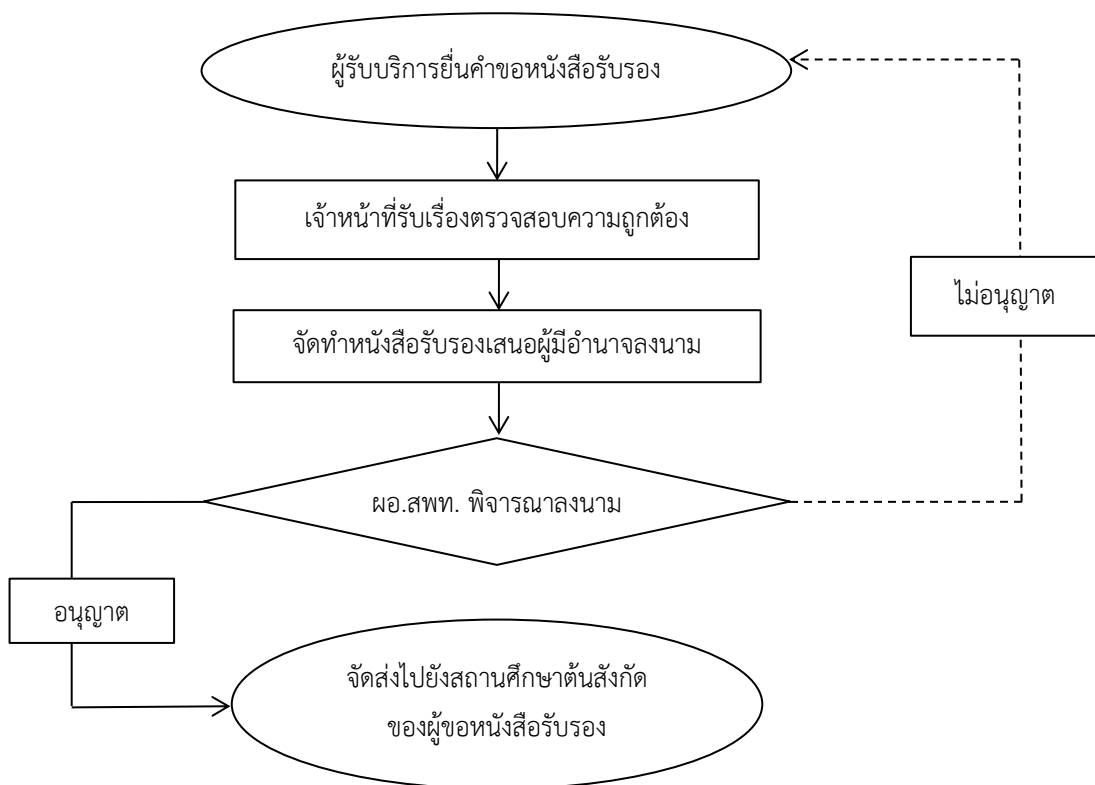 ผู้รับบริการยื่นคำขอหนังสือรับรอง
เจ้าหน้าที่รับเรื่องตรวจสอบความถูกต้อง
ไม่อนุญาต
จัดทำหนังสือรับรองเสนอผู้มีอำนาจลงนาม
ผอ.สพท. พิจารณาลงนาม
อนุญาต
จัดส่งไปยังสถานศึกษาต้นสังกัด
ของผู้ขอหนังสือรับรอง